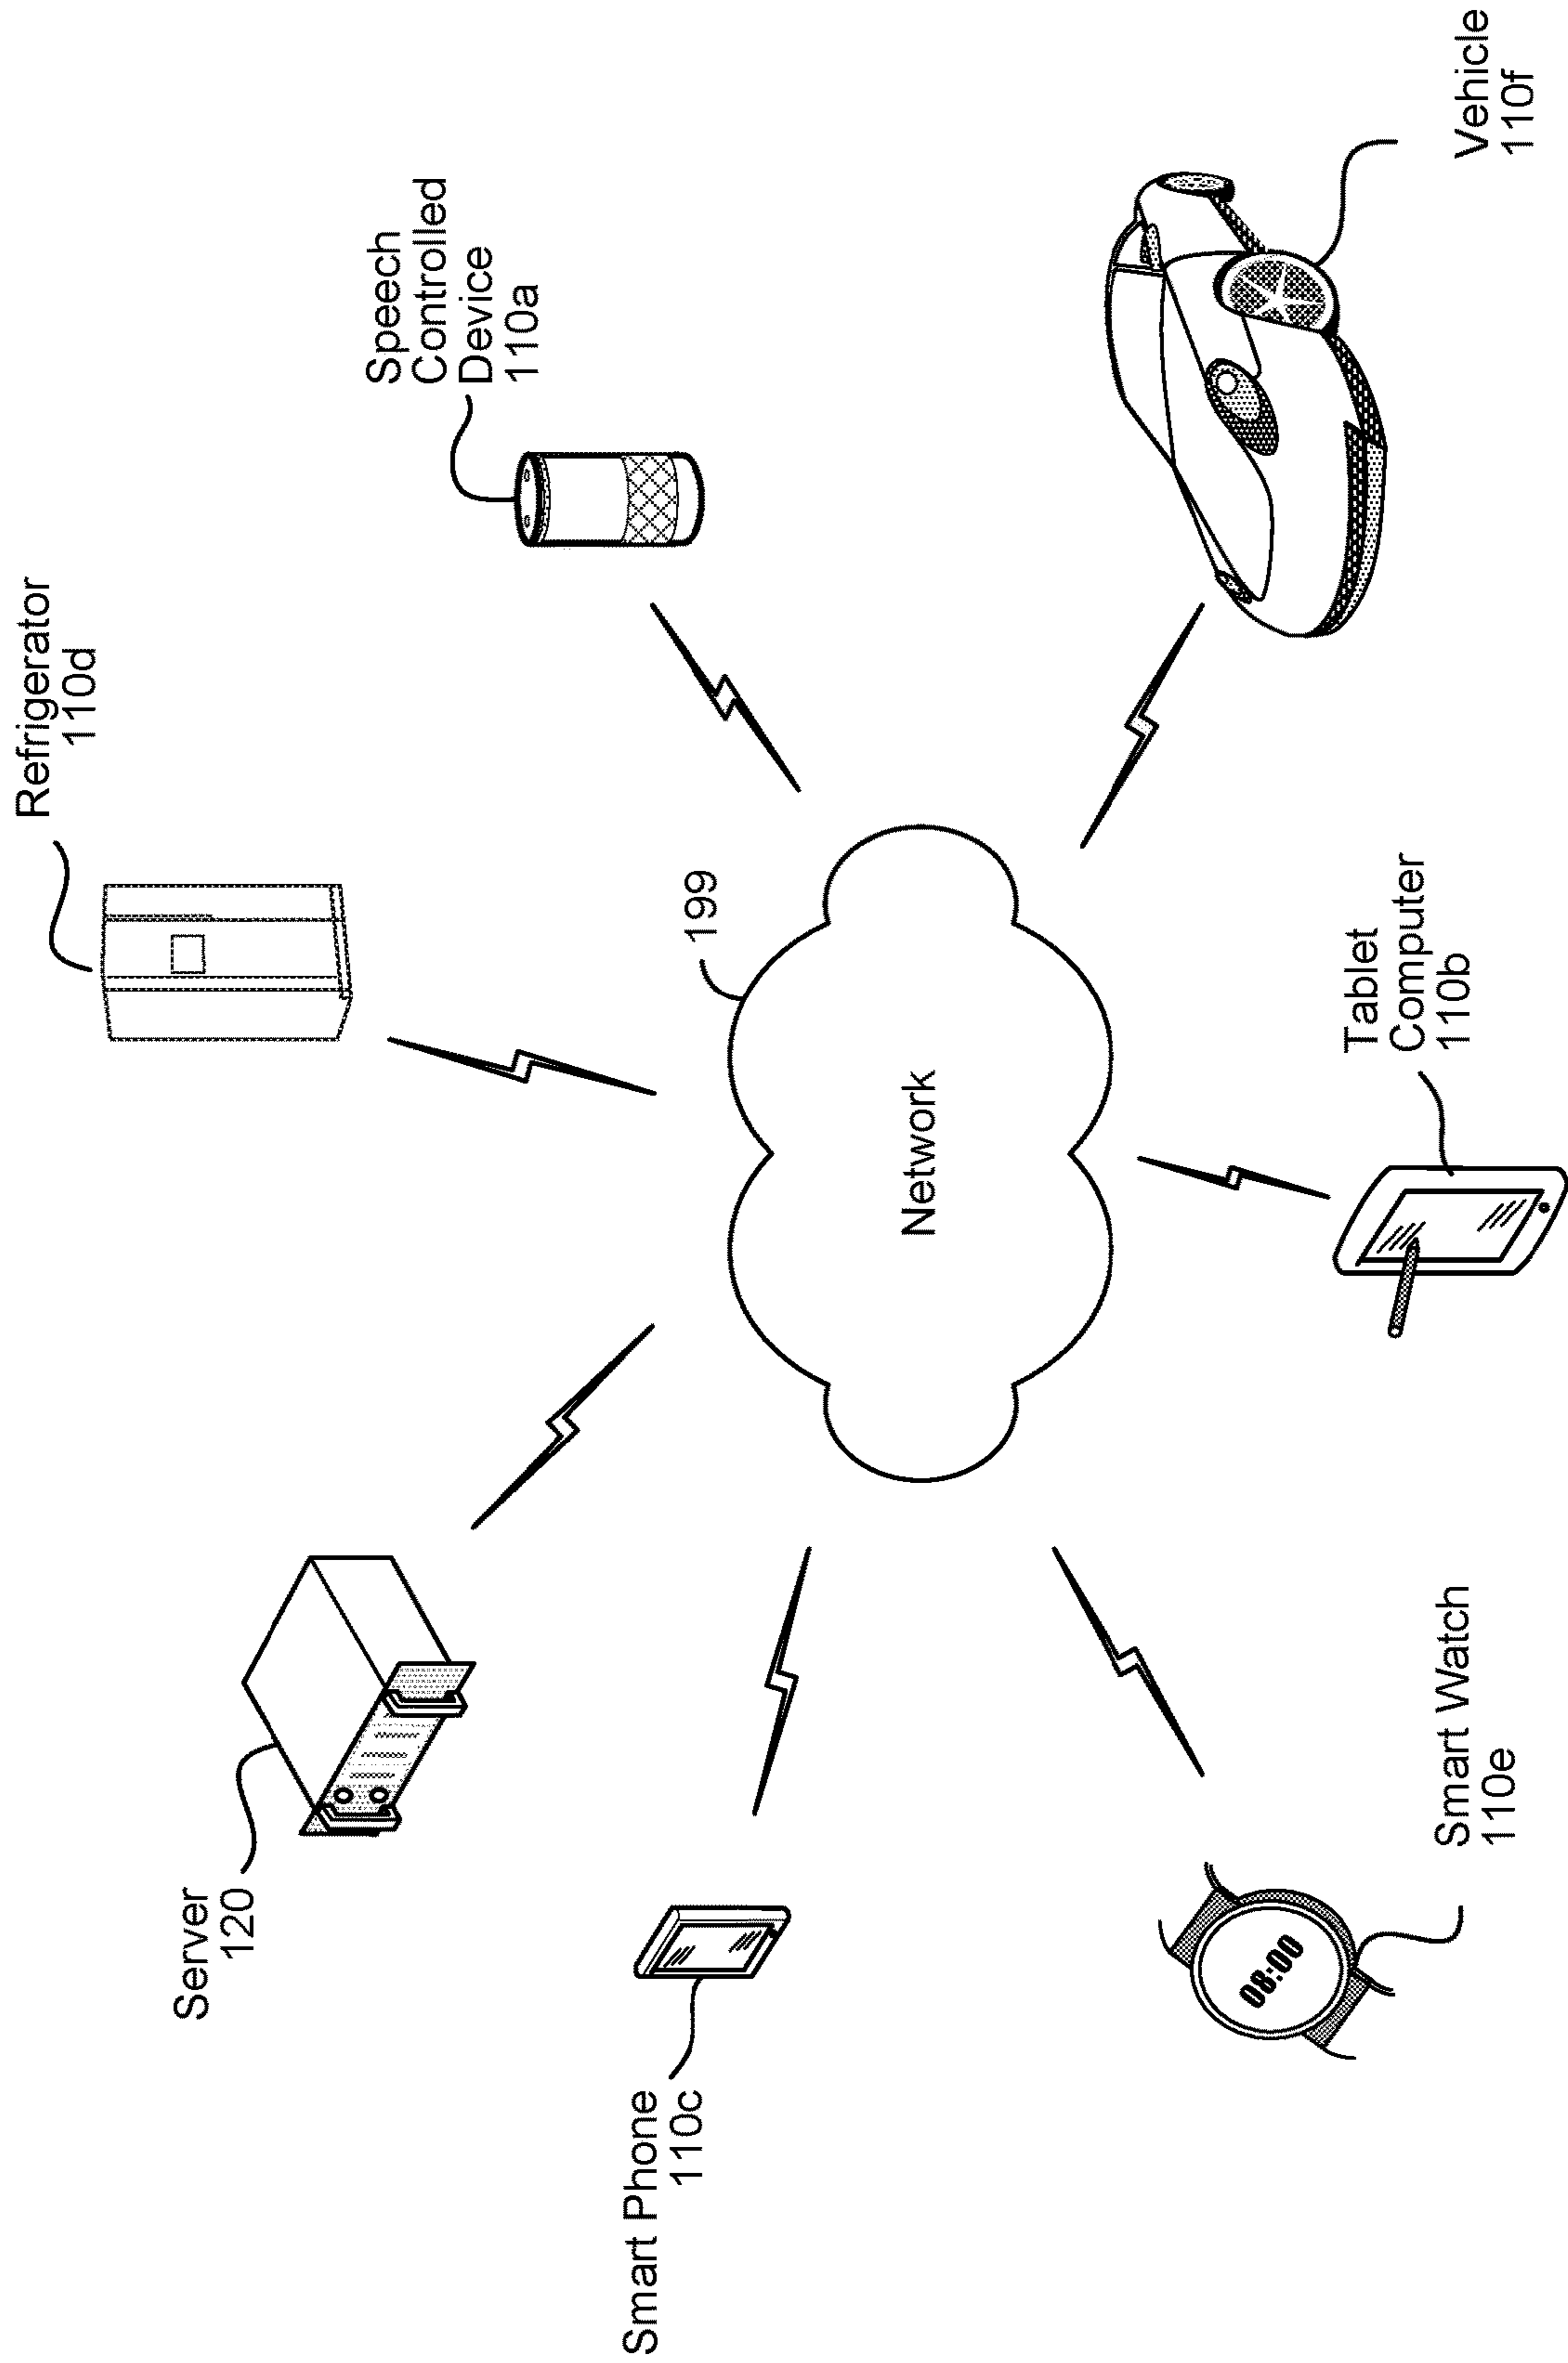 Server
120
Refrigerator
110d
Speech
Controlled
Device
110a
Smart Phone
110c
199
Network
Smart Watch
110e
08:00
Tablet
Computer
110b
Vehicle
110f